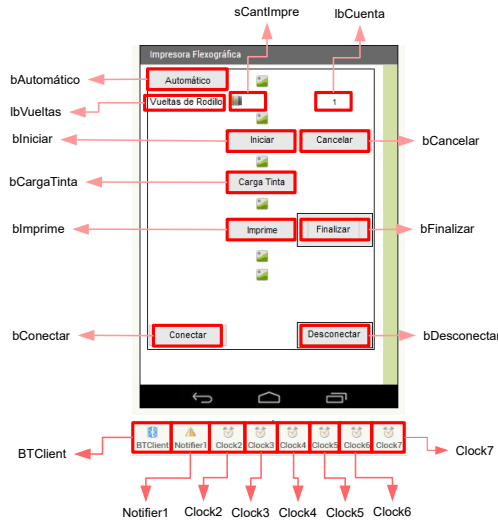 sCantImpre lbCuenta
Impresora Flexográfica
bAutomático Automático
lbVueltas Vueltas de Rodillo 1
bIniciar Iniciar Cancelar bCancelar
bCargaTinta Carga Tinta
bImprime Imprime Finalizar bFinalizar
bConectar Conectar Desconectar bDesconectar
BTClient Notifier1 Clock2 Clock3 Clock4 Clock5 Clock6 Clock7
BTClient Clock7
Notifier1 Clock2 Clock3 Clock4 Clock5 Clock6